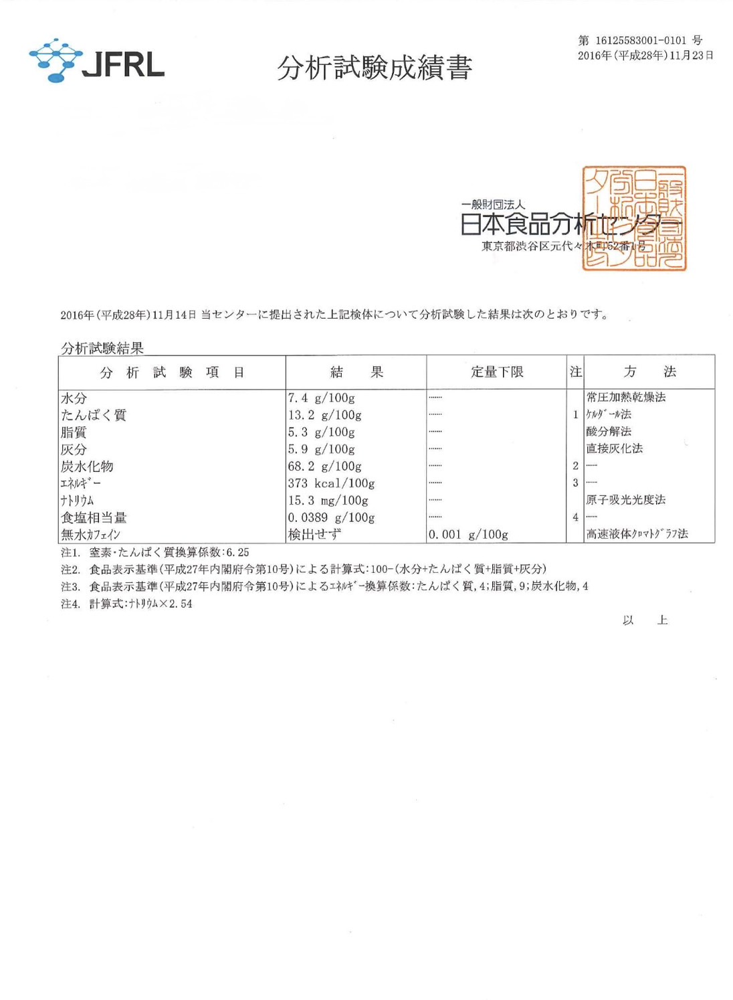 JFRL
分析試験成績書
第 16125583001-0101 号
2016年(平成28年)11月23日
一般財団法人
日本食品分析センター
東京都渋谷区元代々木町52番1号
2016年(平成28年)11月14日 当センターに提出された上記検体について分析試験した結果は次のとおりです。
分析試験結果
分析試験項目 結果 定量下限 注 方法
水分 7.4 g/100g …… 常圧加熱乾燥法
たんぱく質 13.2 g/100g …… 1 ｹﾙﾀﾞｰﾙ法
脂質 5.3 g/100g …… 酸分解法
灰分 5.9 g/100g …… 直接灰化法
炭水化物 68.2 g/100g …… 2 ……
ｴﾈﾙｷﾞｰ 373 kcal/100g …… 3 ……
ﾅﾄﾘｳﾑ 15.3 mg/100g …… 原子吸光光度法
食塩相当量 0.0389 g/100g …… 4 ……
無水ｶﾌｪｲﾝ 検出せず 0.001 g/100g 高速液体ｸﾛﾏﾄｸﾞﾗﾌ法
注1. 窒素･たんぱく質換算係数:6.25
注2. 食品表示基準(平成27年内閣府令第10号)による計算式:100-(水分+たんぱく質+脂質+灰分)
注3. 食品表示基準(平成27年内閣府令第10号)によるｴﾈﾙｷﾞｰ換算係数:たんぱく質,4;脂質,9;炭水化物,4
注4. 計算式:ﾅﾄﾘｳﾑ×2.54
以 上